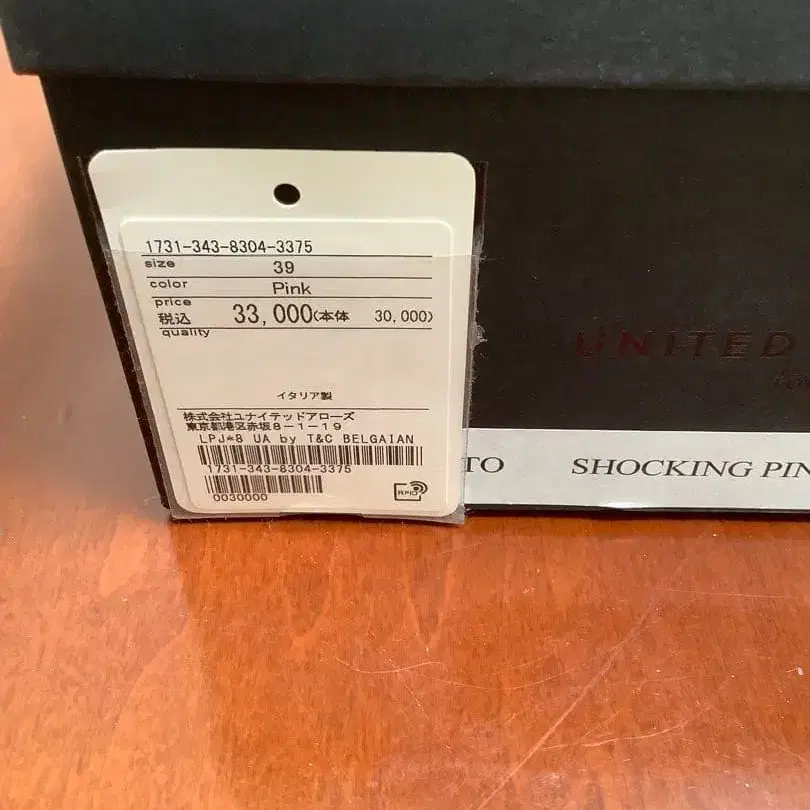 1731-343-8304-3375
size 39
color Pink
price
税込 33,000(本体 30,000)
quality
イタリア製
株式会社ユナイテッドアローズ
東京都港区赤坂8-1-19
LPJ*8 UA by T&C BELGAIAN
1731-343-8304-3375
0030000
RFID
UNITED
TO SHOCKING PIN